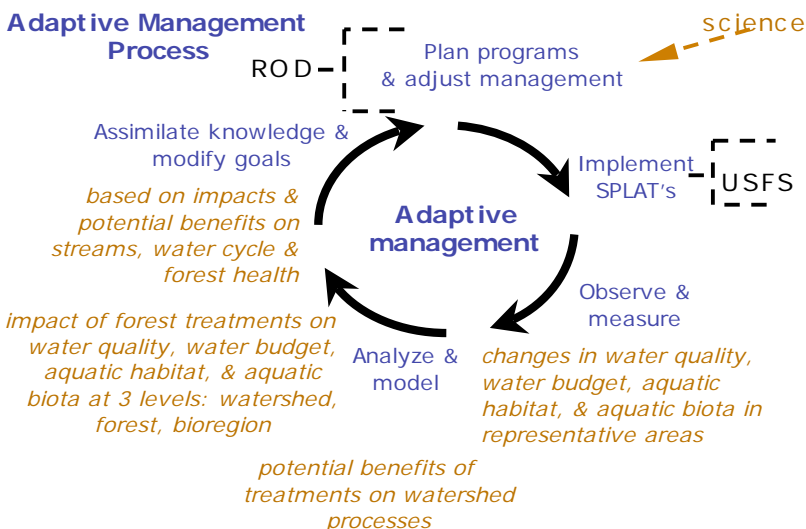 Adaptive Management
Process
science
ROD
Plan programs
& adjust management
Assimilate knowledge &
modify goals
based on impacts &
potential benefits on
streams, water cycle &
forest health
Implement
SPLAT's
USFS
Adaptive
management
Observe &
measure
changes in water quality,
water budget, aquatic
habitat, & aquatic biota in
representative areas
Analyze &
model
impact of forest treatments on
water quality, water budget,
aquatic habitat, & aquatic
biota at 3 levels: watershed,
forest, bioregion
potential benefits of
treatments on watershed
processes